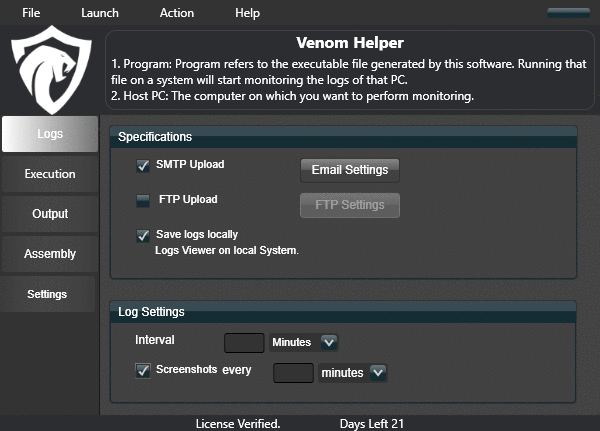 File Launch Action Help
Venom Helper
1. Program: Program refers to the executable file generated by this software. Running that
file on a system will start monitoring the logs of that PC.
2. Host PC: The computer on which you want to perform monitoring.
Logs
Execution
Output
Assembly
Settings
Specifications
SMTP Upload Email Settings
FTP Upload FTP Settings
Save logs locally
Logs Viewer on local System.
Log Settings
Interval Minutes
Screenshots every minutes
License Verified. Days Left 21